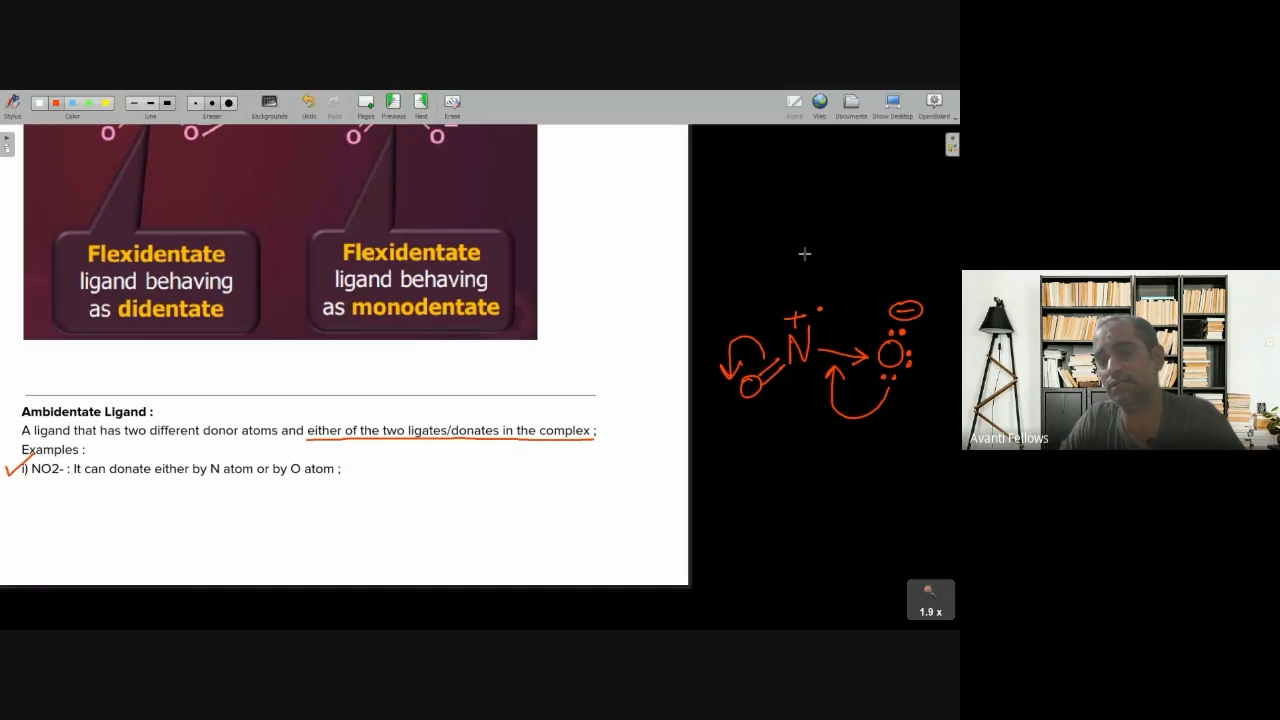 Stylus Color Line Eraser Backgrounds Undo Redo Pages Previous Next Erase Board Web Documents Show Desktop OpenBoard
O O O O
Flexidentate
ligand behaving
as didentate
Flexidentate
ligand behaving
as monodentate
+ −
N O
O
Ambidentate Ligand :
A ligand that has two different donor atoms and either of the two ligates/donates in the complex ;
Examples :
i) NO2- : It can donate either by N atom or by O atom ;
Avanti Fellows
1.9 x